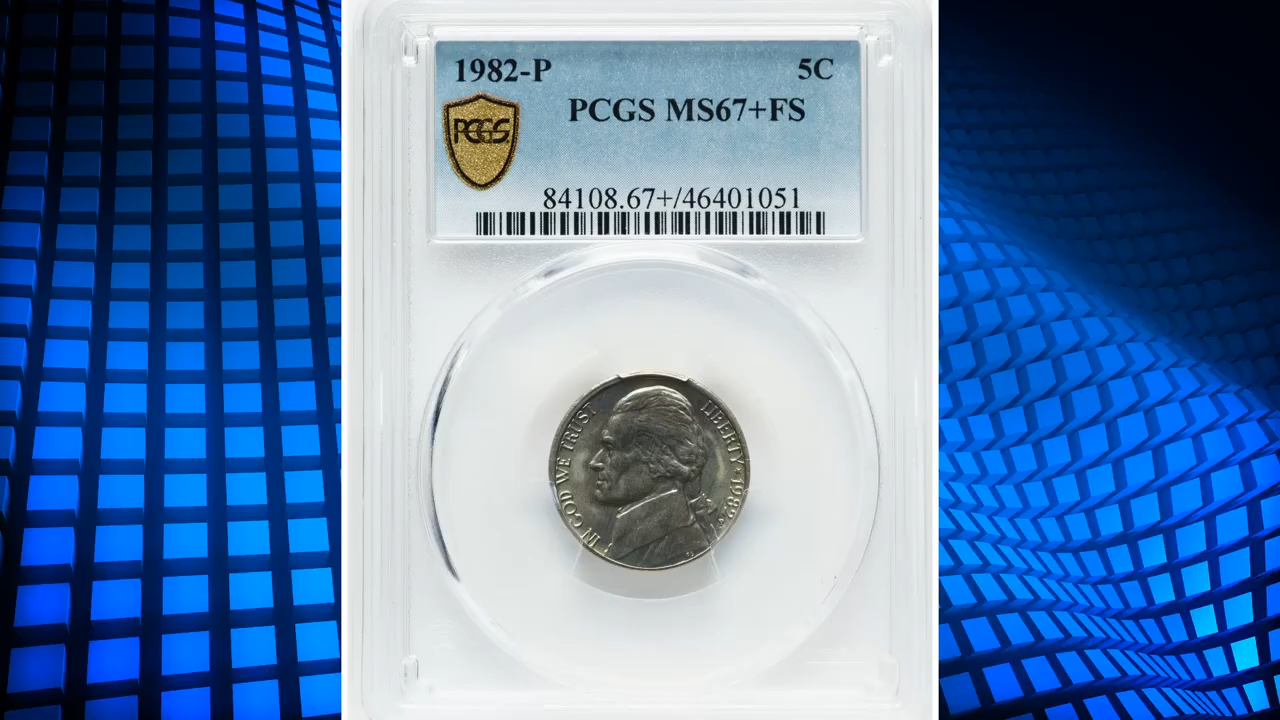 1982-P 5C
PCGS MS67+FS
PCGS
84108.67+/46401051
IN GOD WE TRUST
LIBERTY * 1982